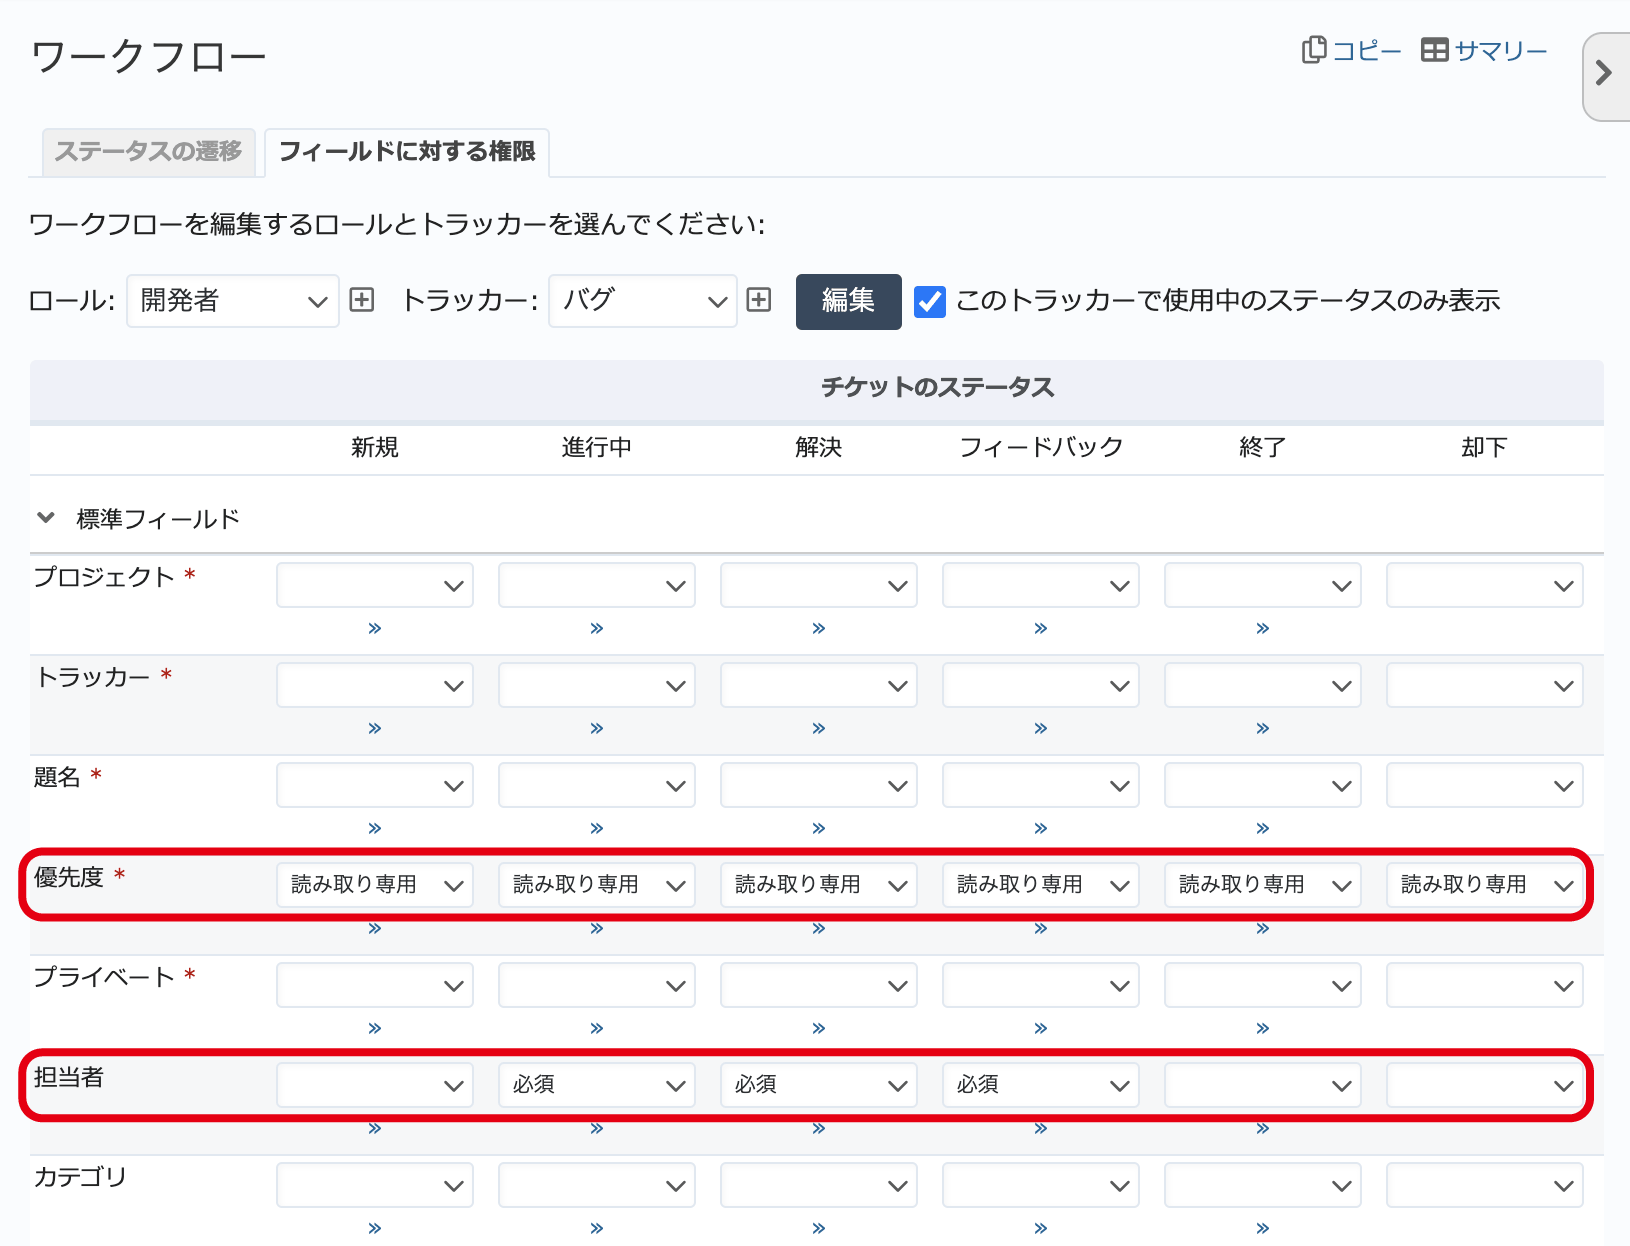 ワークフロー
コピー サマリー
ステータスの遷移 フィールドに対する権限
ワークフローを編集するロールとトラッカーを選んでください:
ロール: 開発者 トラッカー: バグ 編集 このトラッカーで使用中のステータスのみ表示
チケットのステータス
新規 進行中 解決 フィードバック 終了 却下
標準フィールド
プロジェクト *
» » » » »
トラッカー *
» » » » »
題名 *
» » » » »
優先度 * 読み取り専用 読み取り専用 読み取り専用 読み取り専用 読み取り専用 読み取り専用
» » » » »
プライベート *
» » » » »
担当者 必須 必須 必須
» » » » »
カテゴリ
» » » » »